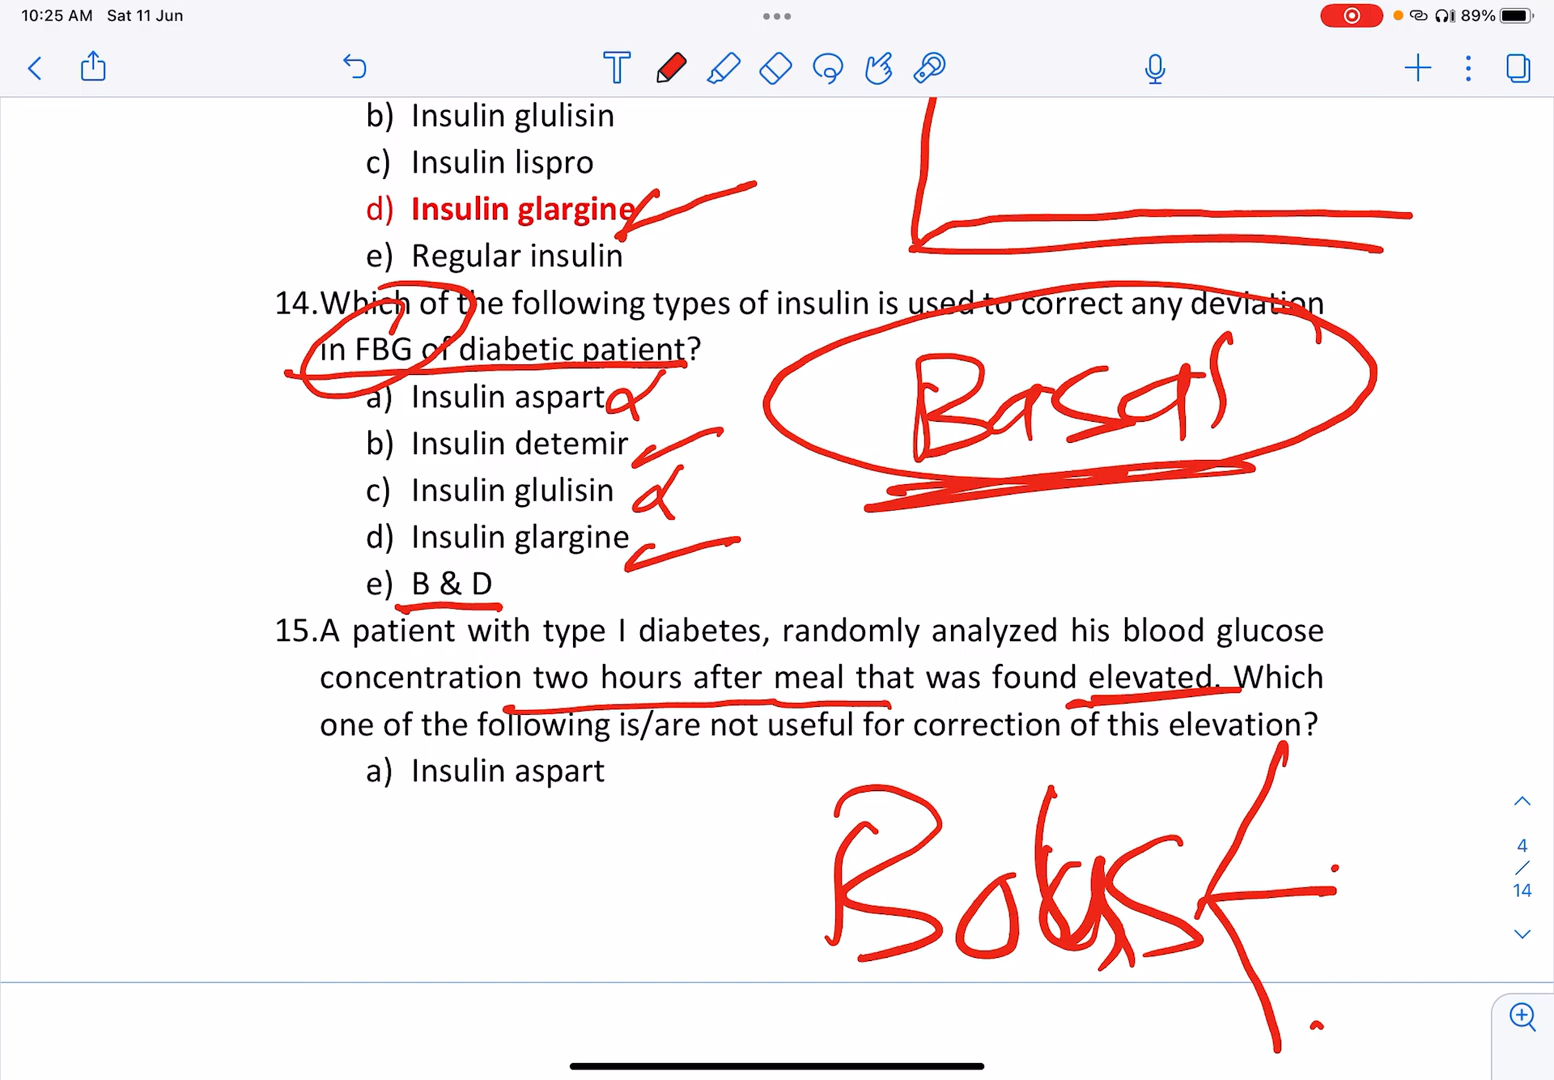 10:25 AM Sat 11 Jun
89%
b) Insulin glulisin
c) Insulin lispro
d) Insulin glargine
e) Regular insulin
14.Which of the following types of insulin is used to correct any deviation
in FBG of diabetic patient?
Basal
a) Insulin aspart
b) Insulin detemir
c) Insulin glulisin
d) Insulin glargine
e) B & D
15.A patient with type I diabetes, randomly analyzed his blood glucose
concentration two hours after meal that was found elevated. Which
one of the following is/are not useful for correction of this elevation?
a) Insulin aspart
Bolus
4
/
14